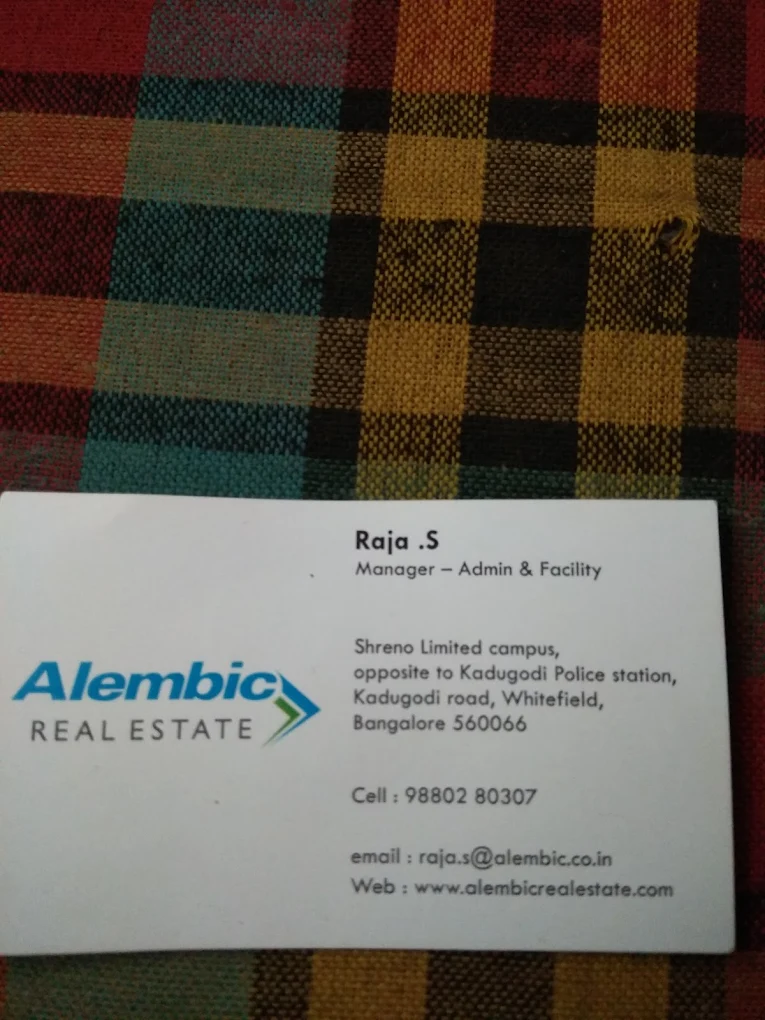 Raja .S
Manager – Admin & Facility
Shreno Limited campus,
opposite to Kadugodi Police station,
Kadugodi road, Whitefield,
Bangalore 560066
Alembic
REAL ESTATE
Cell : 98802 80307
email : raja.s@alembic.co.in
Web : www.alembicrealestate.com